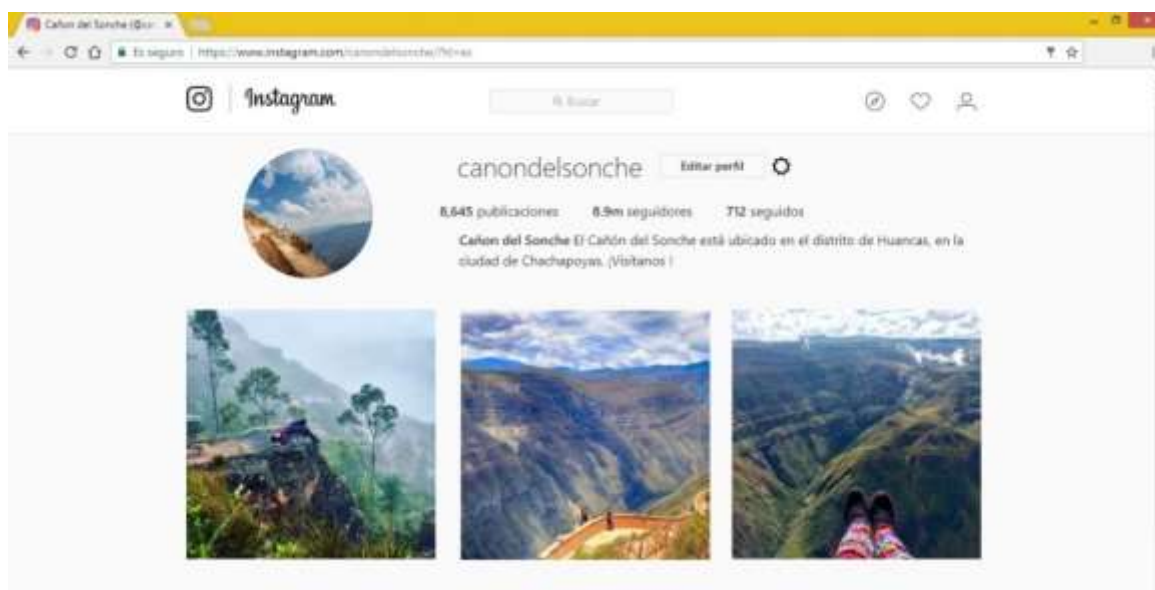 Cañon del Sonche (@
Es seguro | https://www.instagram.com/canondelsonche/?hl=es
Instagram
Buscar
canondelsonche Editar perfil
8,645 publicaciones 8.9m seguidores 712 seguidos
Cañon del Sonche El Cañón del Sonche está ubicado en el distrito de Huancas, en la
ciudad de Chachapoyas. ¡Visitanos !